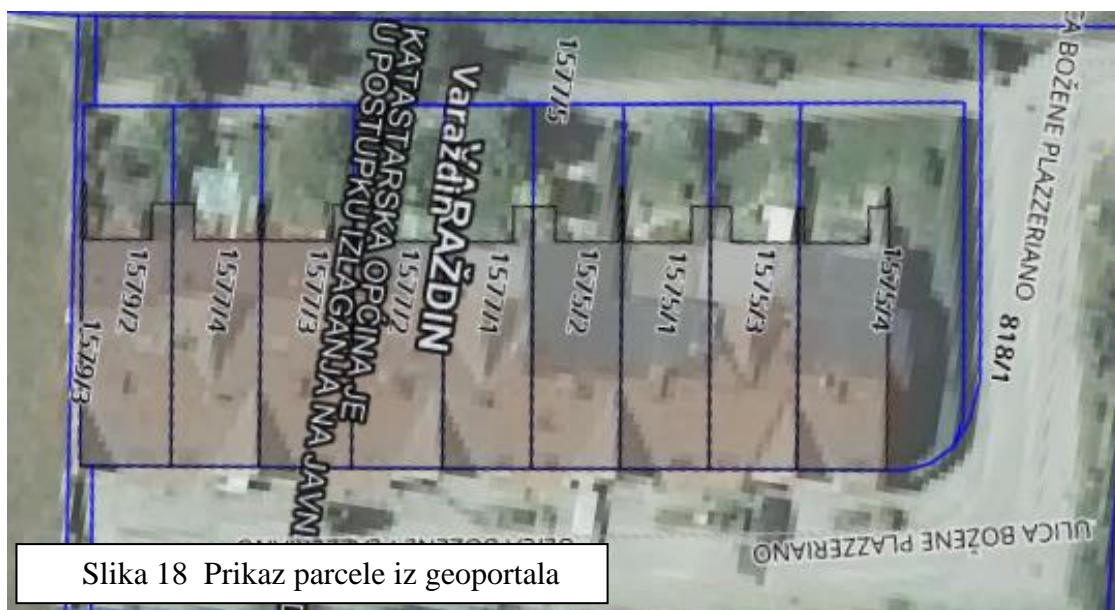 ULICA BOŽENE PLAZZERIANO
818/1
1577/5
KATASTARSKA OPĆINA JE
U POSTUPKU IZLAGANJA NA JAVNI
VARAŽDIN
Varaždin
1579/3
1579/2
1577/4
1577/3
1577/2
1577/1
1575/2
1575/1
1575/3
1575/4
ULICA BOŽENE PLAZZERIANO
Slika 18 Prikaz parcele iz geoportala